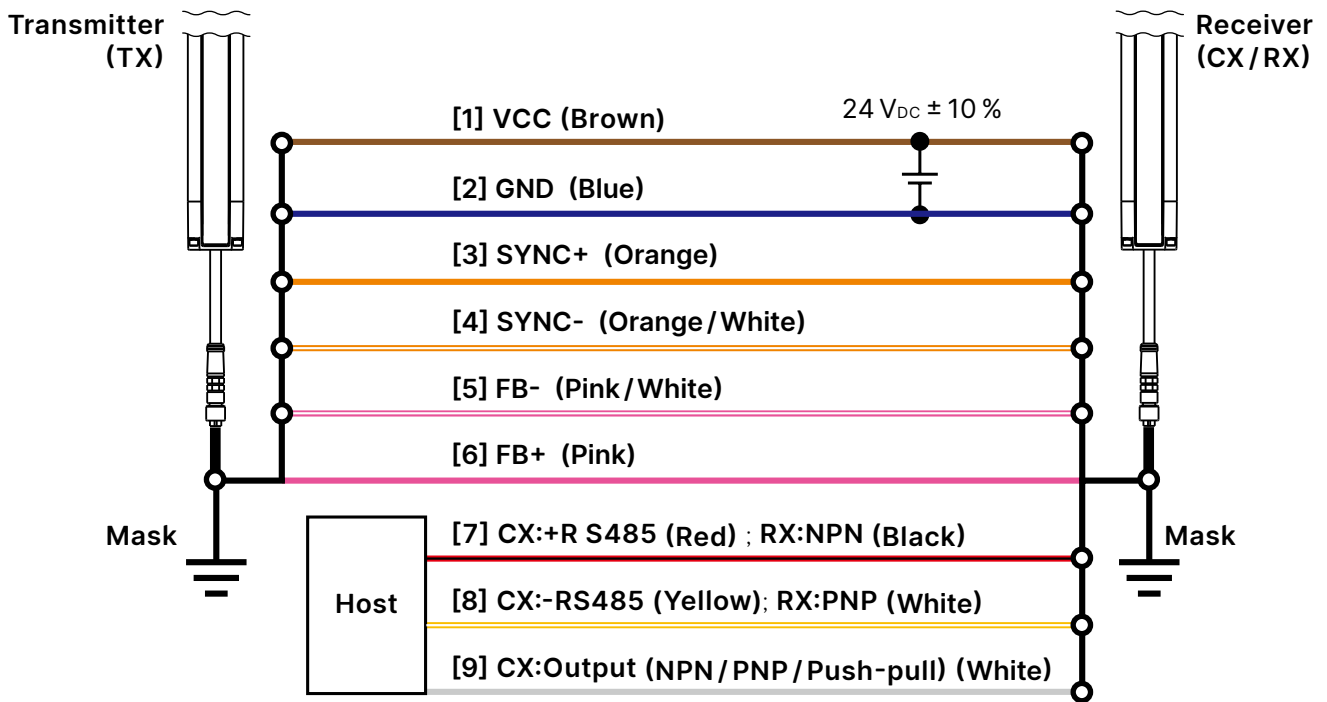 Transmitter
(TX)
Receiver
(CX/RX)
[1] VCC (Brown)
24 VDC ± 10 %
[2] GND (Blue)
[3] SYNC+ (Orange)
[4] SYNC- (Orange/White)
[5] FB- (Pink/White)
[6] FB+ (Pink)
Mask
Mask
Host
[7] CX:+R S485 (Red) ; RX:NPN (Black)
[8] CX:-RS485 (Yellow); RX:PNP (White)
[9] CX:Output (NPN/PNP/Push-pull) (White)